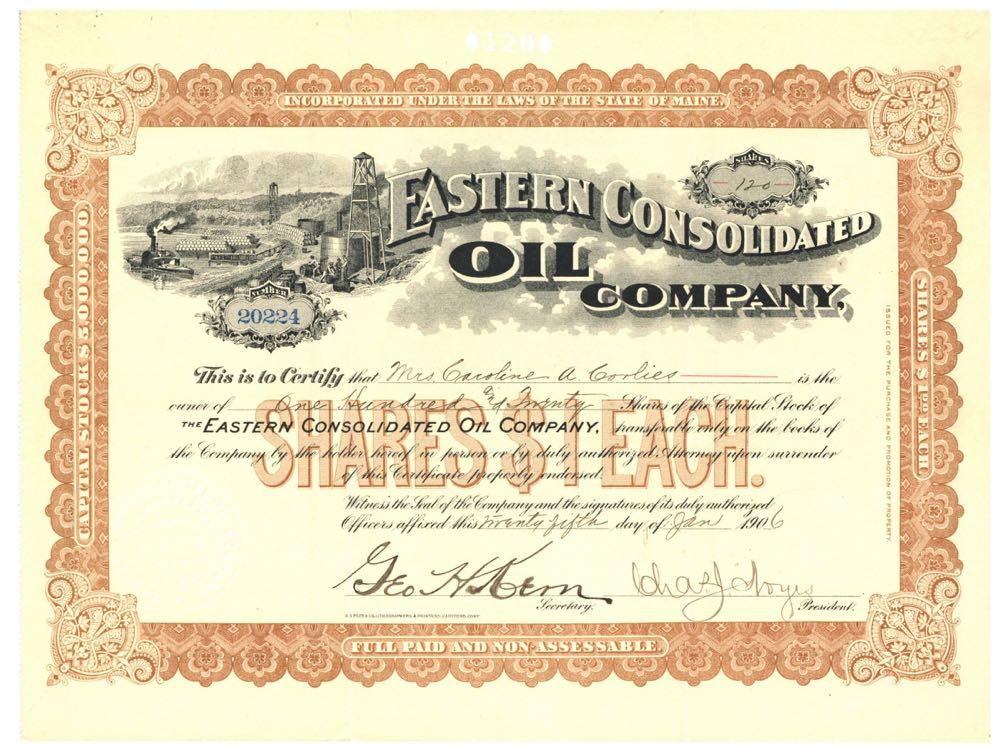 120
INCORPORATED UNDER THE LAWS OF THE STATE OF MAINE.
SHARES
120
EASTERN CONSOLIDATED
OIL
COMPANY,
NUMBER
20224
CAPITAL STOCK $5,000,000
SHARES $1.00 EACH
ISSUED FOR THE PURCHASE AND PROMOTION OF PROPERTY.
This is to Certify that Mrs. Caroline A. Corlies is the
owner of One Hundred and Twenty Shares of the Capital Stock of
THE EASTERN CONSOLIDATED OIL COMPANY, transferable only on the books of
the Company by the holder hereof in person or by duly authorized Attorney upon surrender
of this Certificate properly endorsed.
SHARES $1 EACH.
Witness the Seal of the Company and the signatures of its duly authorized
Officers affixed this Twenty fifth day of Jan 1906
Geo H Kern
Secretary.
Chas J
President.
LITHOGRAPHERS & PRINTERS, HARTFORD, CONN
FULL PAID AND NON-ASSESSABLE.